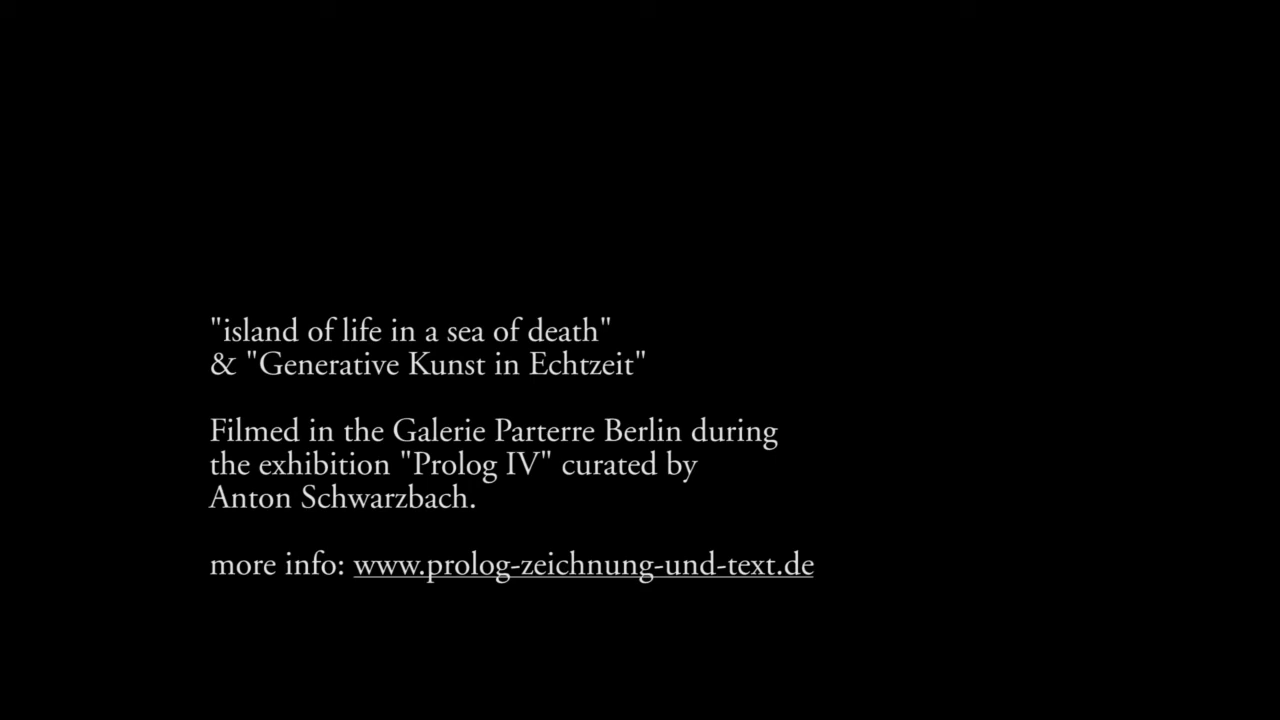 "island of life in a sea of death"
& "Generative Kunst in Echtzeit"
Filmed in the Galerie Parterre Berlin during
the exhibition "Prolog IV" curated by
Anton Schwarzbach.
more info: www.prolog-zeichnung-und-text.de